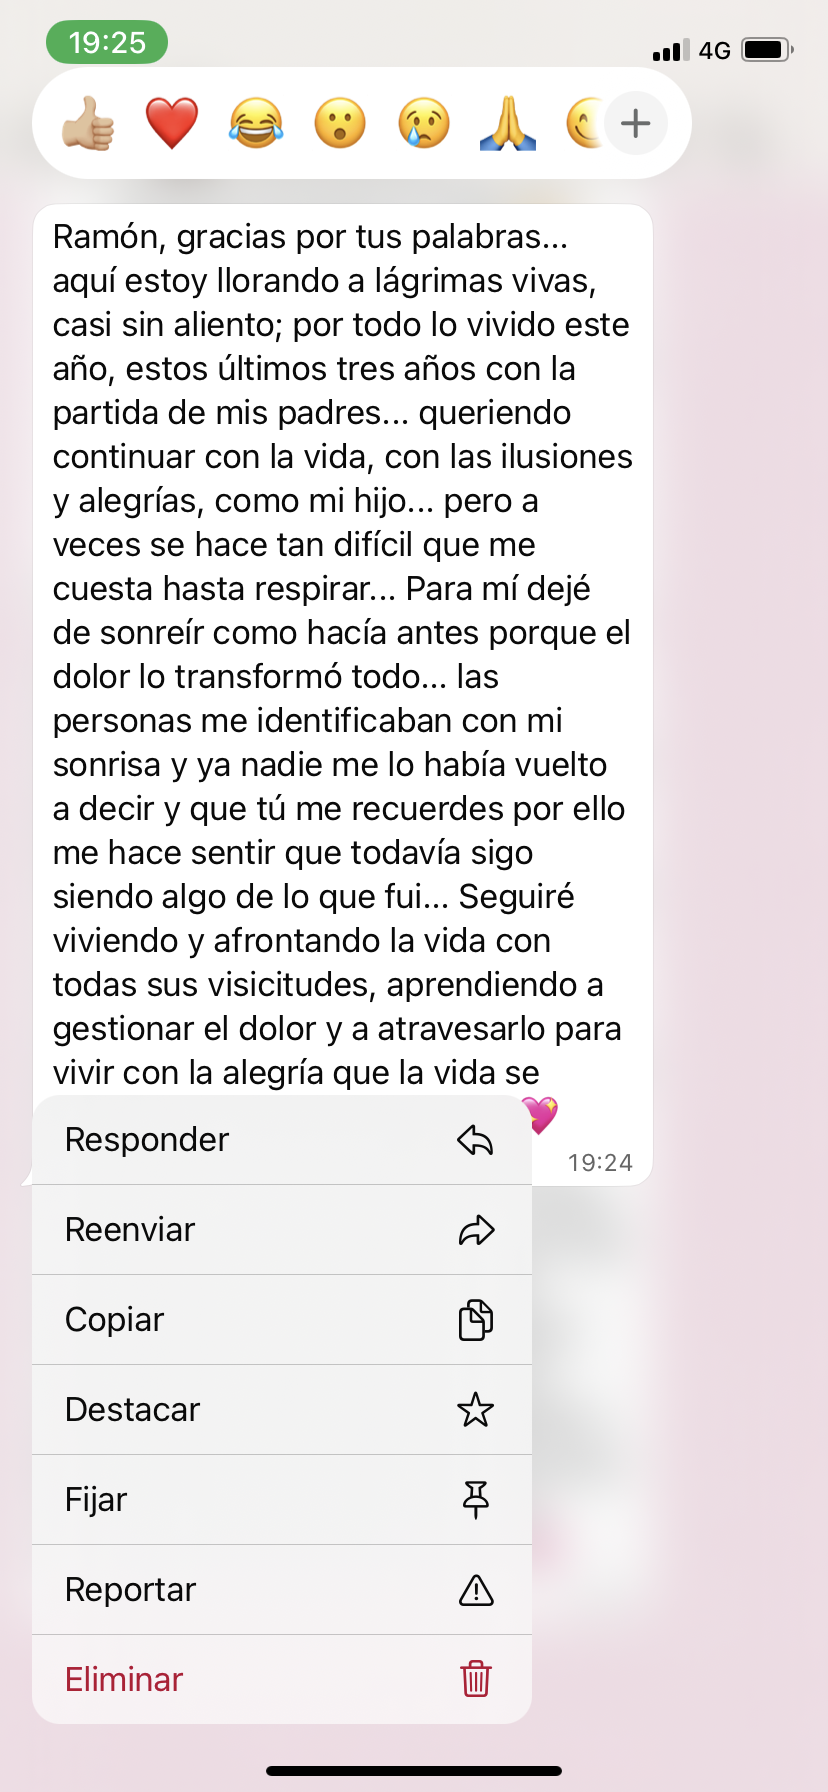 19:25
4G
Ramón, gracias por tus palabras...
aquí estoy llorando a lágrimas vivas,
casi sin aliento; por todo lo vivido este
año, estos últimos tres años con la
partida de mis padres... queriendo
continuar con la vida, con las ilusiones
y alegrías, como mi hijo... pero a
veces se hace tan difícil que me
cuesta hasta respirar... Para mí dejé
de sonreír como hacía antes porque el
dolor lo transformó todo... las
personas me identificaban con mi
sonrisa y ya nadie me lo había vuelto
a decir y que tú me recuerdes por ello
me hace sentir que todavía sigo
siendo algo de lo que fui... Seguiré
viviendo y afrontando la vida con
todas sus visicitudes, aprendiendo a
gestionar el dolor y a atravesarlo para
vivir con la alegría que la vida se
19:24
Responder
Reenviar
Copiar
Destacar
Fijar
Reportar
Eliminar